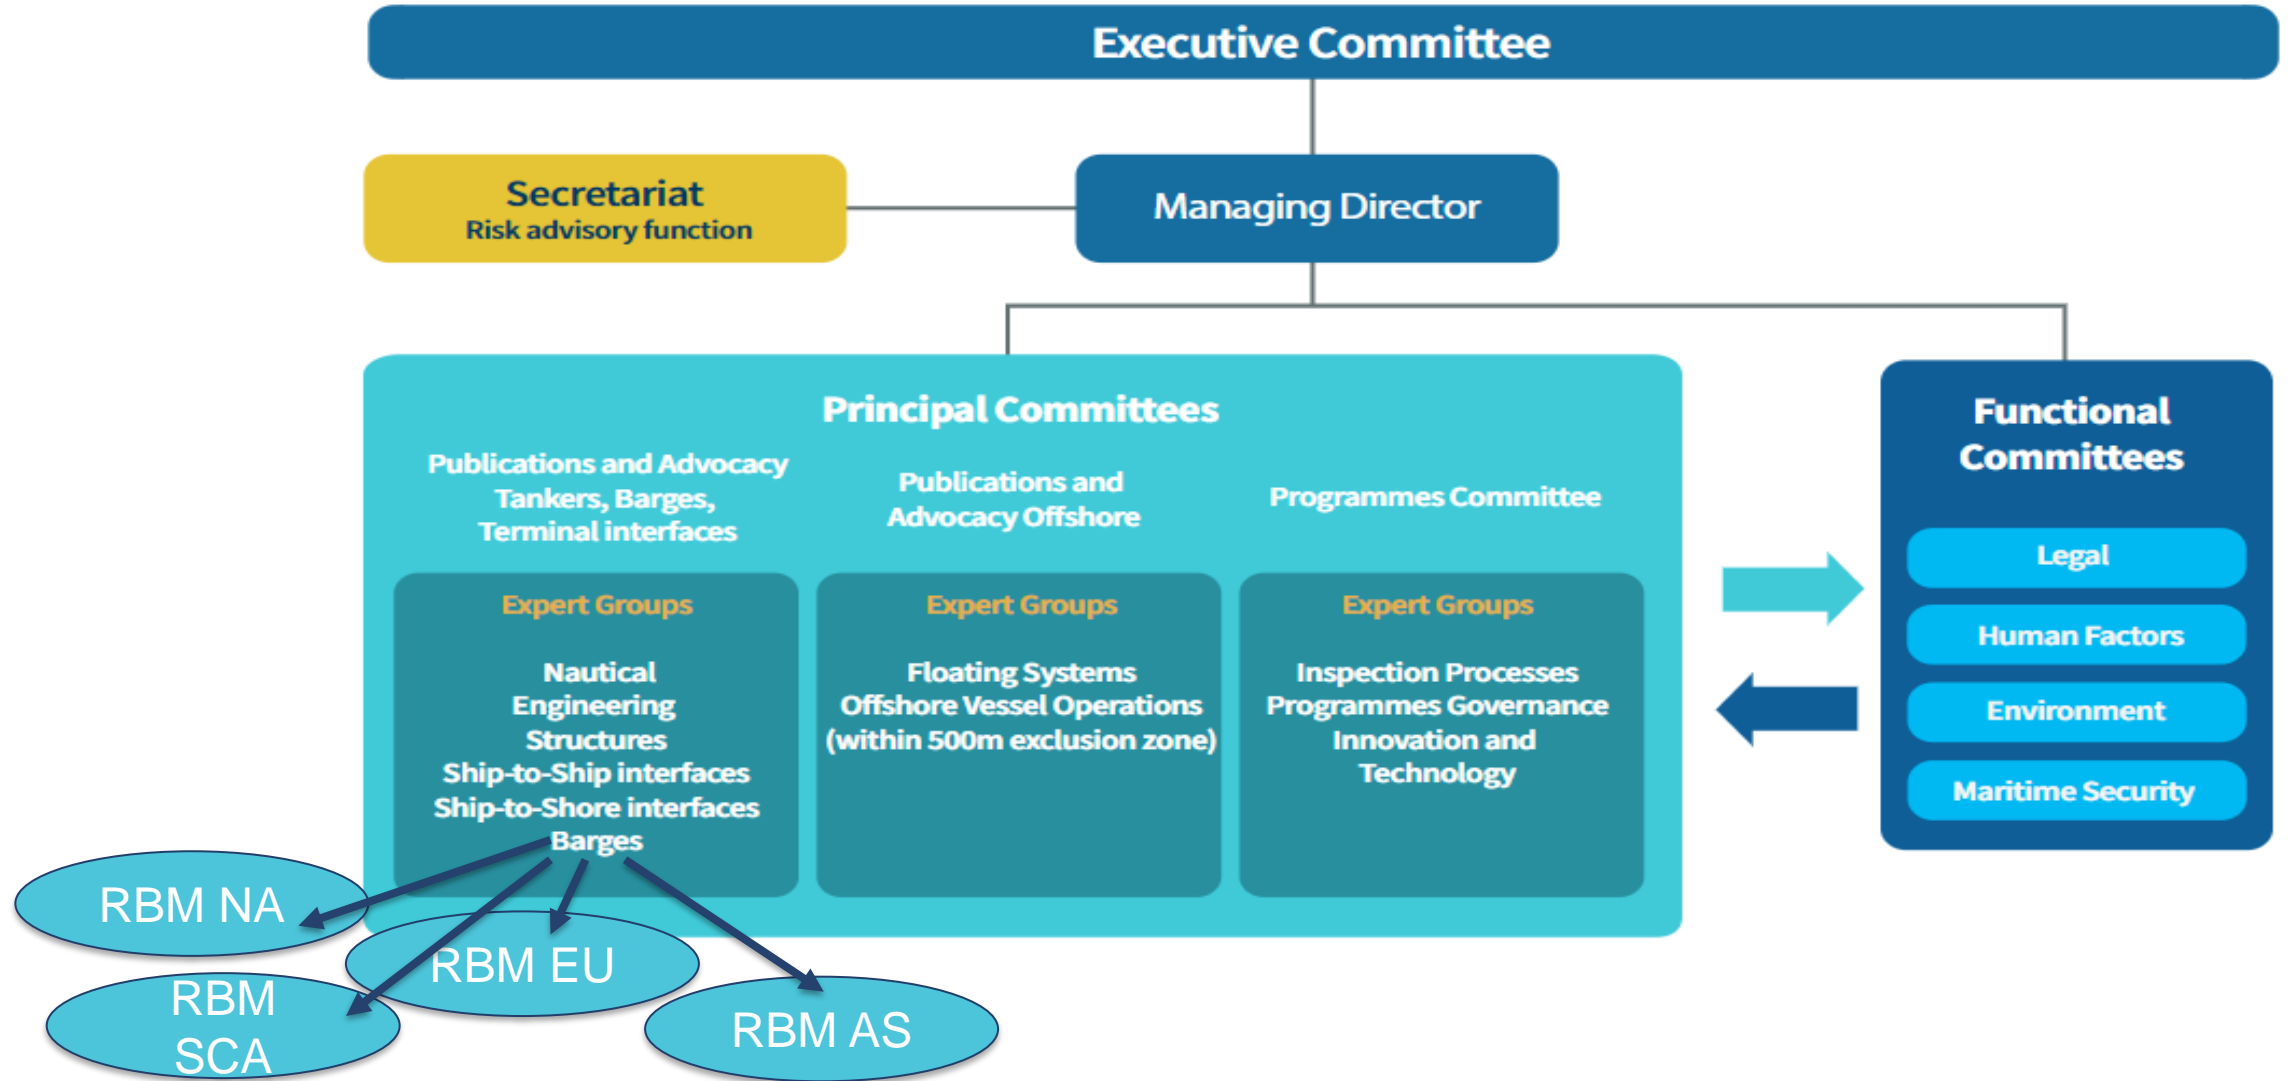 Executive Committee
Secretariat
Risk advisory function
Managing Director
Principal Committees
Publications and Advocacy
Tankers, Barges,
Terminal interfaces
Publications and
Advocacy Offshore
Programmes Committee
Expert Groups
Nautical
Engineering
Structures
Ship-to-Ship interfaces
Ship-to-Shore interfaces
Barges
Expert Groups
Floating Systems
Offshore Vessel Operations
(within 500m exclusion zone)
Expert Groups
Inspection Processes
Programmes Governance
Innovation and
Technology
Functional
Committees
Legal
Human Factors
Environment
Maritime Security
RBM NA
RBM EU
RBM
SCA
RBM AS